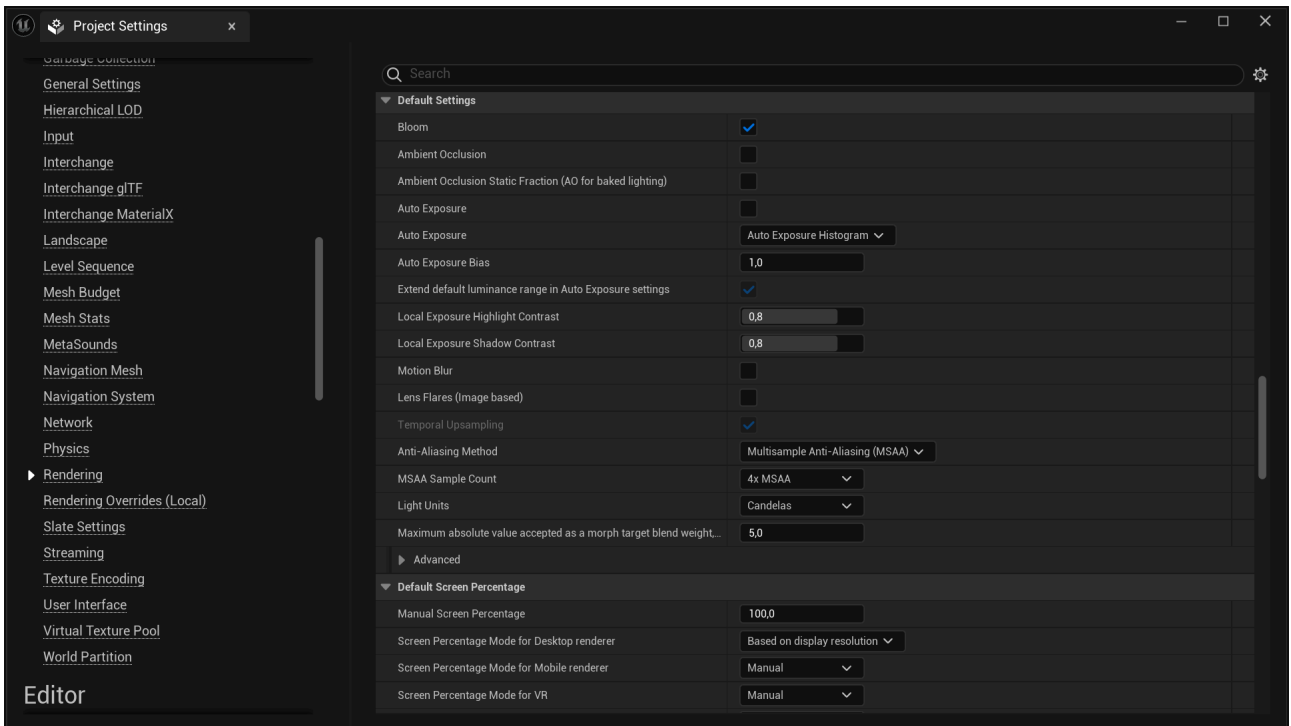 Project Settings
Garbage Collection
General Settings
Hierarchical LOD
Input
Interchange
Interchange glTF
Interchange MaterialX
Landscape
Level Sequence
Mesh Budget
Mesh Stats
MetaSounds
Navigation Mesh
Navigation System
Network
Physics
Rendering
Rendering Overrides (Local)
Slate Settings
Streaming
Texture Encoding
User Interface
Virtual Texture Pool
World Partition
Editor
Search
Default Settings
Bloom
Ambient Occlusion
Ambient Occlusion Static Fraction (AO for baked lighting)
Auto Exposure
Auto Exposure Auto Exposure Histogram
Auto Exposure Bias 1,0
Extend default luminance range in Auto Exposure settings
Local Exposure Highlight Contrast 0,8
Local Exposure Shadow Contrast 0,8
Motion Blur
Lens Flares (Image based)
Temporal Upsampling
Anti-Aliasing Method Multisample Anti-Aliasing (MSAA)
MSAA Sample Count 4x MSAA
Light Units Candelas
Maximum absolute value accepted as a morph target blend weight,... 5,0
Advanced
Default Screen Percentage
Manual Screen Percentage 100,0
Screen Percentage Mode for Desktop renderer Based on display resolution
Screen Percentage Mode for Mobile renderer Manual
Screen Percentage Mode for VR Manual